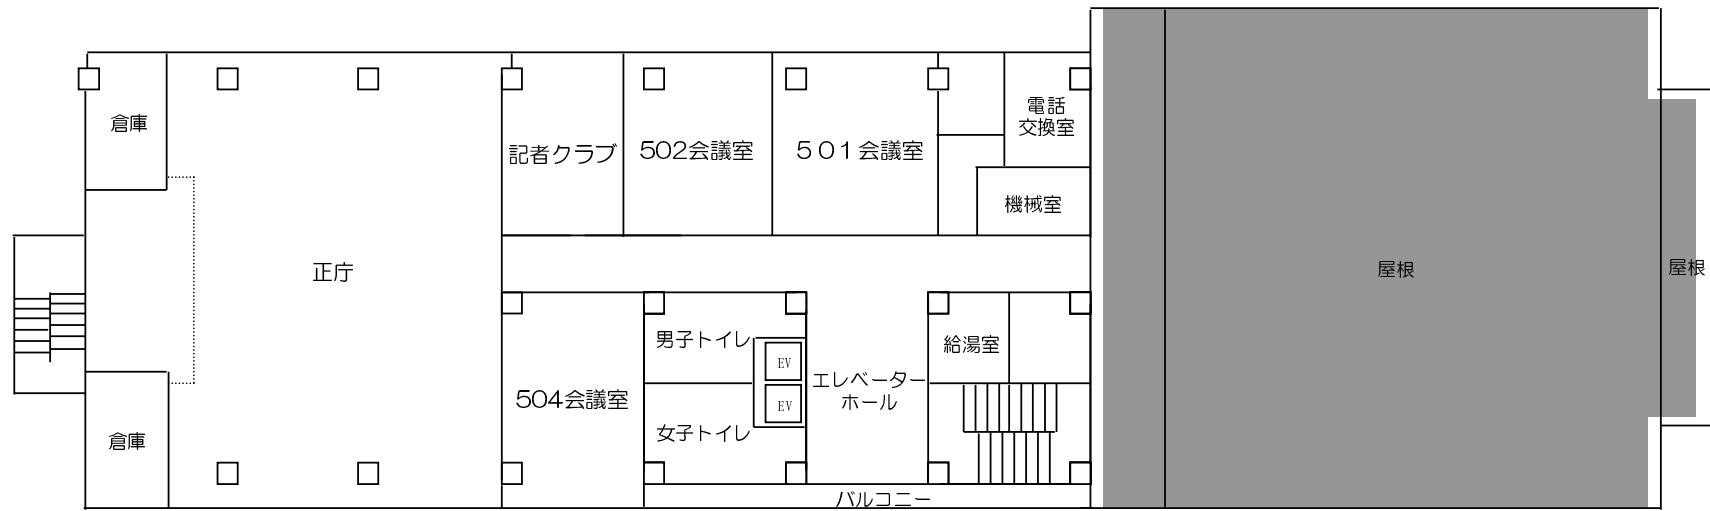 倉庫
記者クラブ
502会議室
５０１会議室
電話
交換室
機械室
正庁
屋根
屋根
男子トイレ
EV
給湯室
504会議室
エレベーター
ホール
EV
倉庫
女子トイレ
バルコニー